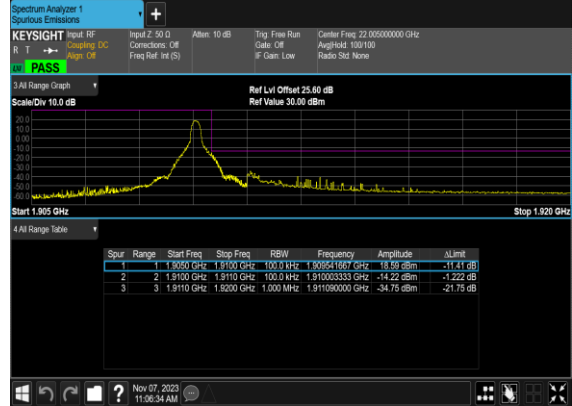 Spectrum Analyzer 1
Spurious Emissions
KEYSIGHT Input: RF Input Z: 50 Ω Atten: 10 dB Trig: Free Run Center Freq: 22.005000000 GHz
R T Coupling: DC Corrections: Off Gate: Off Avg|Hold: 100/100
Align: Off Freq Ref: Int (S) IF Gain: Low Radio Std: None
LW PASS
3 All Range Graph
Scale/Div 10.0 dB
Ref Lvl Offset 25.60 dB
Ref Value 30.00 dBm
20.0
10.0
0.00
-10.0
-20.0
-30.0
-40.0
-50.0
-60.0
Start 1.905 GHz Stop 1.920 GHz
4 All Range Table
Spur Range Start Freq Stop Freq RBW Frequency Amplitude ΔLimit
1 1 1.9050 GHz 1.9100 GHz 100.0 kHz 1.909541667 GHz 18.59 dBm -11.41 dB
2 2 1.9100 GHz 1.9110 GHz 100.0 kHz 1.910003333 GHz -14.22 dBm -1.222 dB
3 3 1.9110 GHz 1.9200 GHz 1.000 MHz 1.911090000 GHz -34.75 dBm -21.75 dB
? Nov 07, 2023
11:06:34 AM